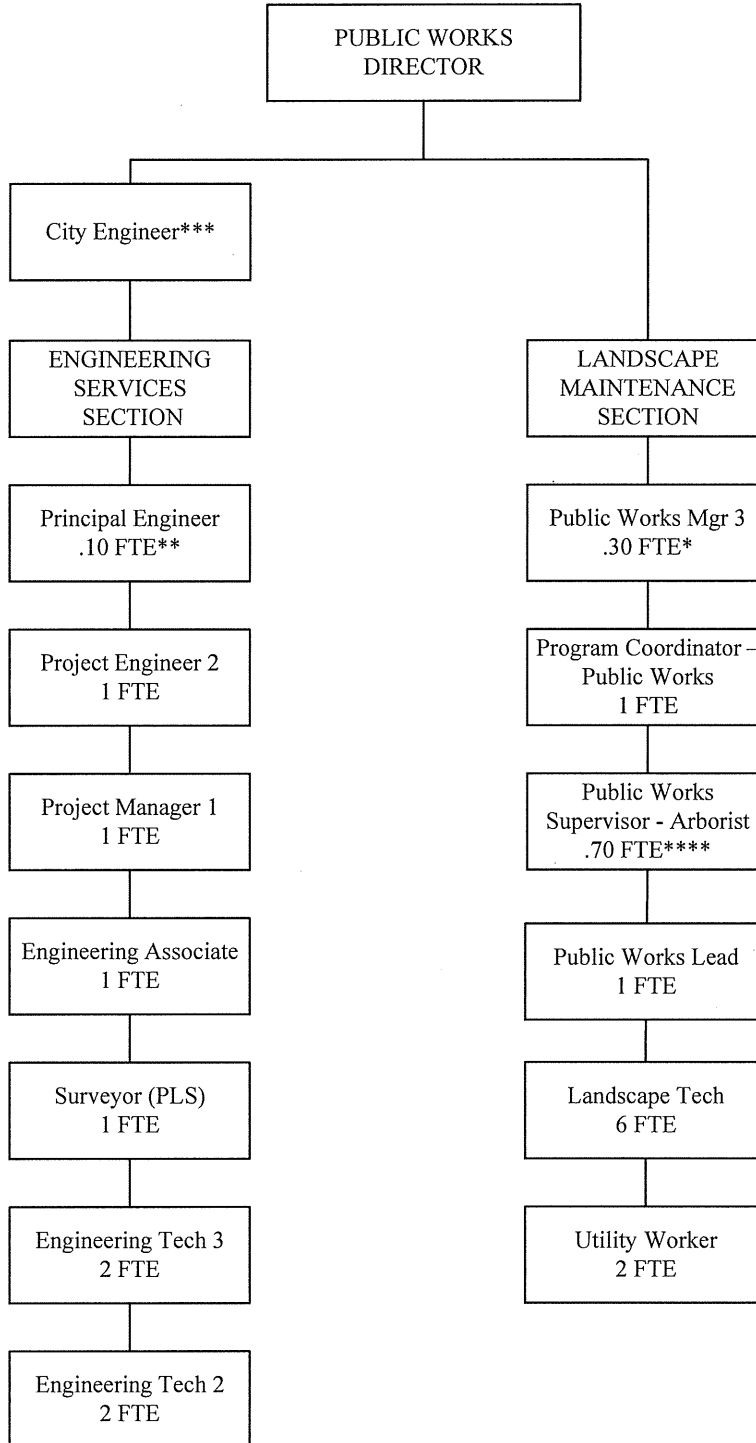 PUBLIC WORKS
DIRECTOR
City Engineer***
ENGINEERING
SERVICES
SECTION
Principal Engineer
.10 FTE**
Project Engineer 2
1 FTE
Project Manager 1
1 FTE
Engineering Associate
1 FTE
Surveyor (PLS)
1 FTE
Engineering Tech 3
2 FTE
Engineering Tech 2
2 FTE
LANDSCAPE
MAINTENANCE
SECTION
Public Works Mgr 3
.30 FTE*
Program Coordinator –
Public Works
1 FTE
Public Works
Supervisor - Arborist
.70 FTE****
Public Works Lead
1 FTE
Landscape Tech
6 FTE
Utility Worker
2 FTE